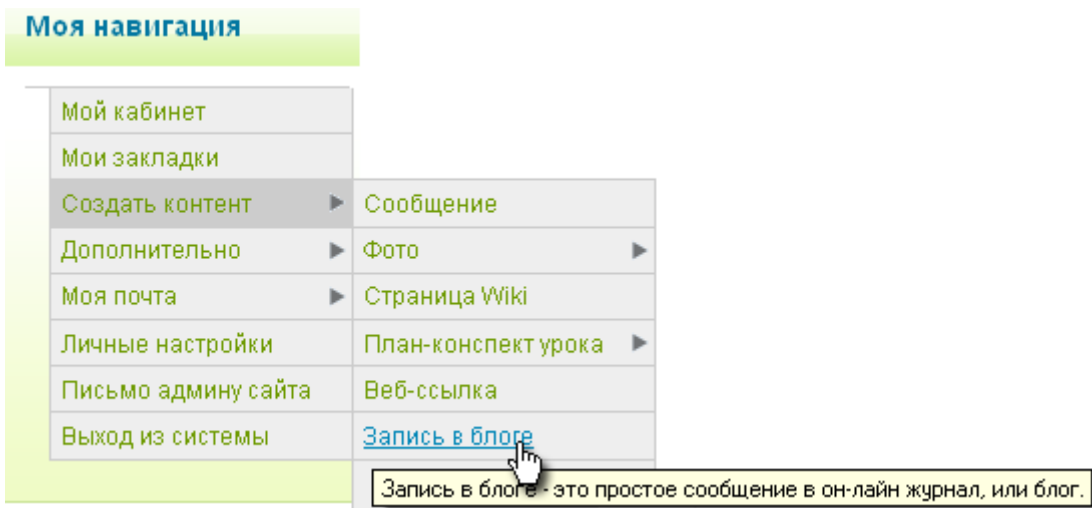 Моя навигация
Мой кабинет
Мои закладки
Создать контент
Сообщение
Дополнительно
Фото
Моя почта
Страница Wiki
Личные настройки
План-конспект урока
Письмо админу сайта
Веб-ссылка
Выход из системы
Запись в блоге
Запись в блоге - это простое сообщение в он-лайн журнал, или блог.